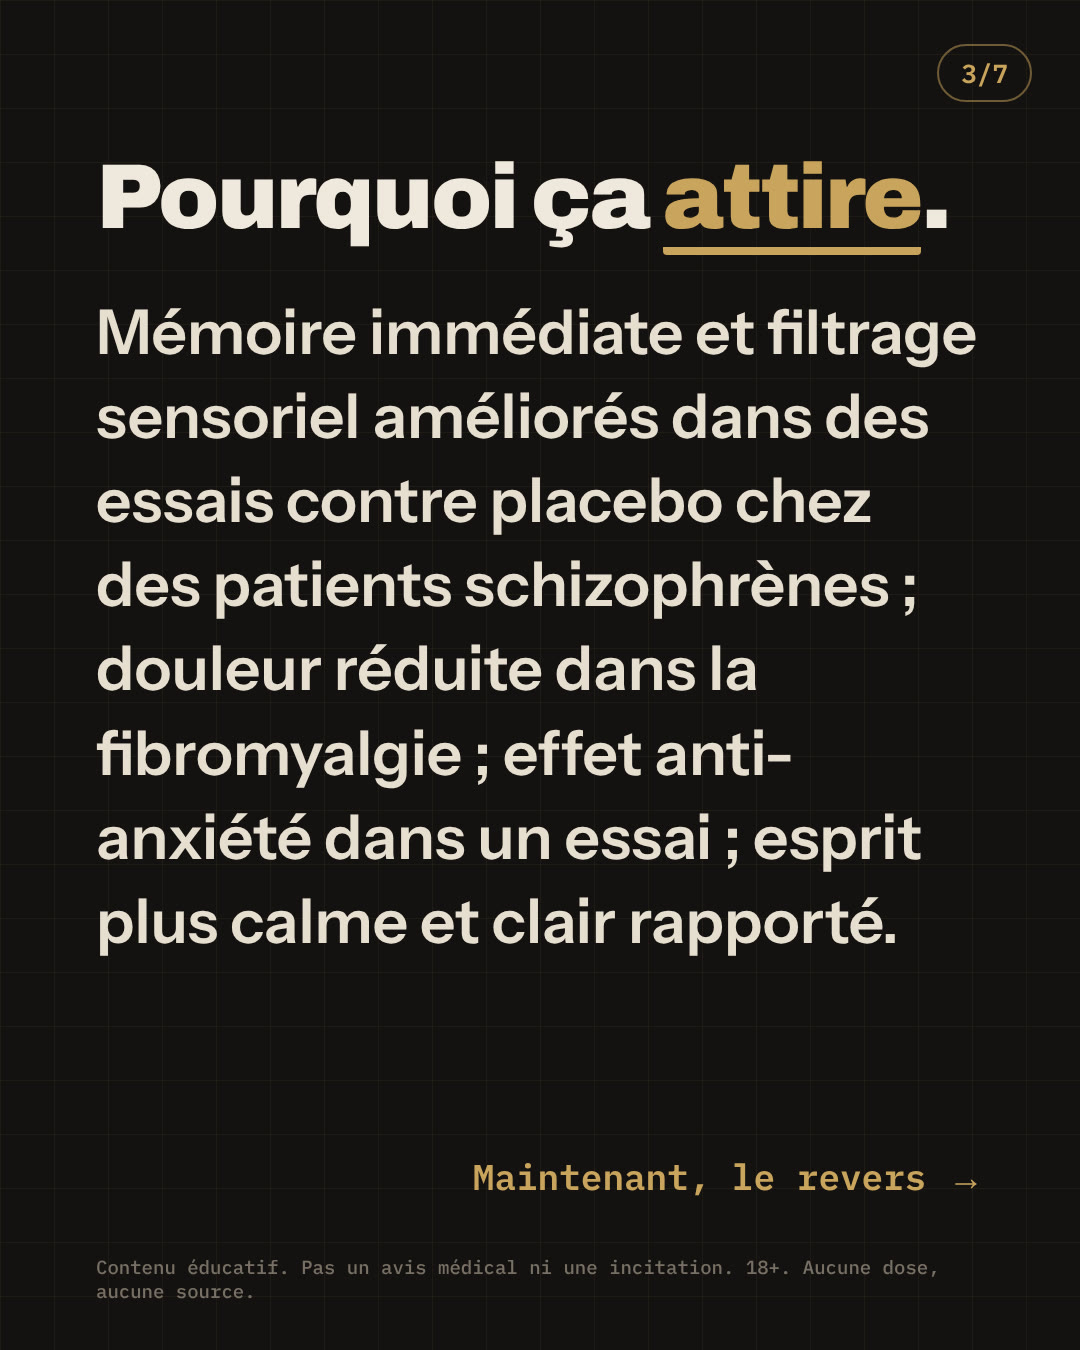 3/7
Pourquoi ça attire.
Mémoire immédiate et filtrage
sensoriel améliorés dans des
essais contre placebo chez
des patients schizophrènes ;
douleur réduite dans la
fibromyalgie ; effet anti-
anxiété dans un essai ; esprit
plus calme et clair rapporté.
Maintenant, le revers →
Contenu éducatif. Pas un avis médical ni une incitation. 18+. Aucune dose,
aucune source.